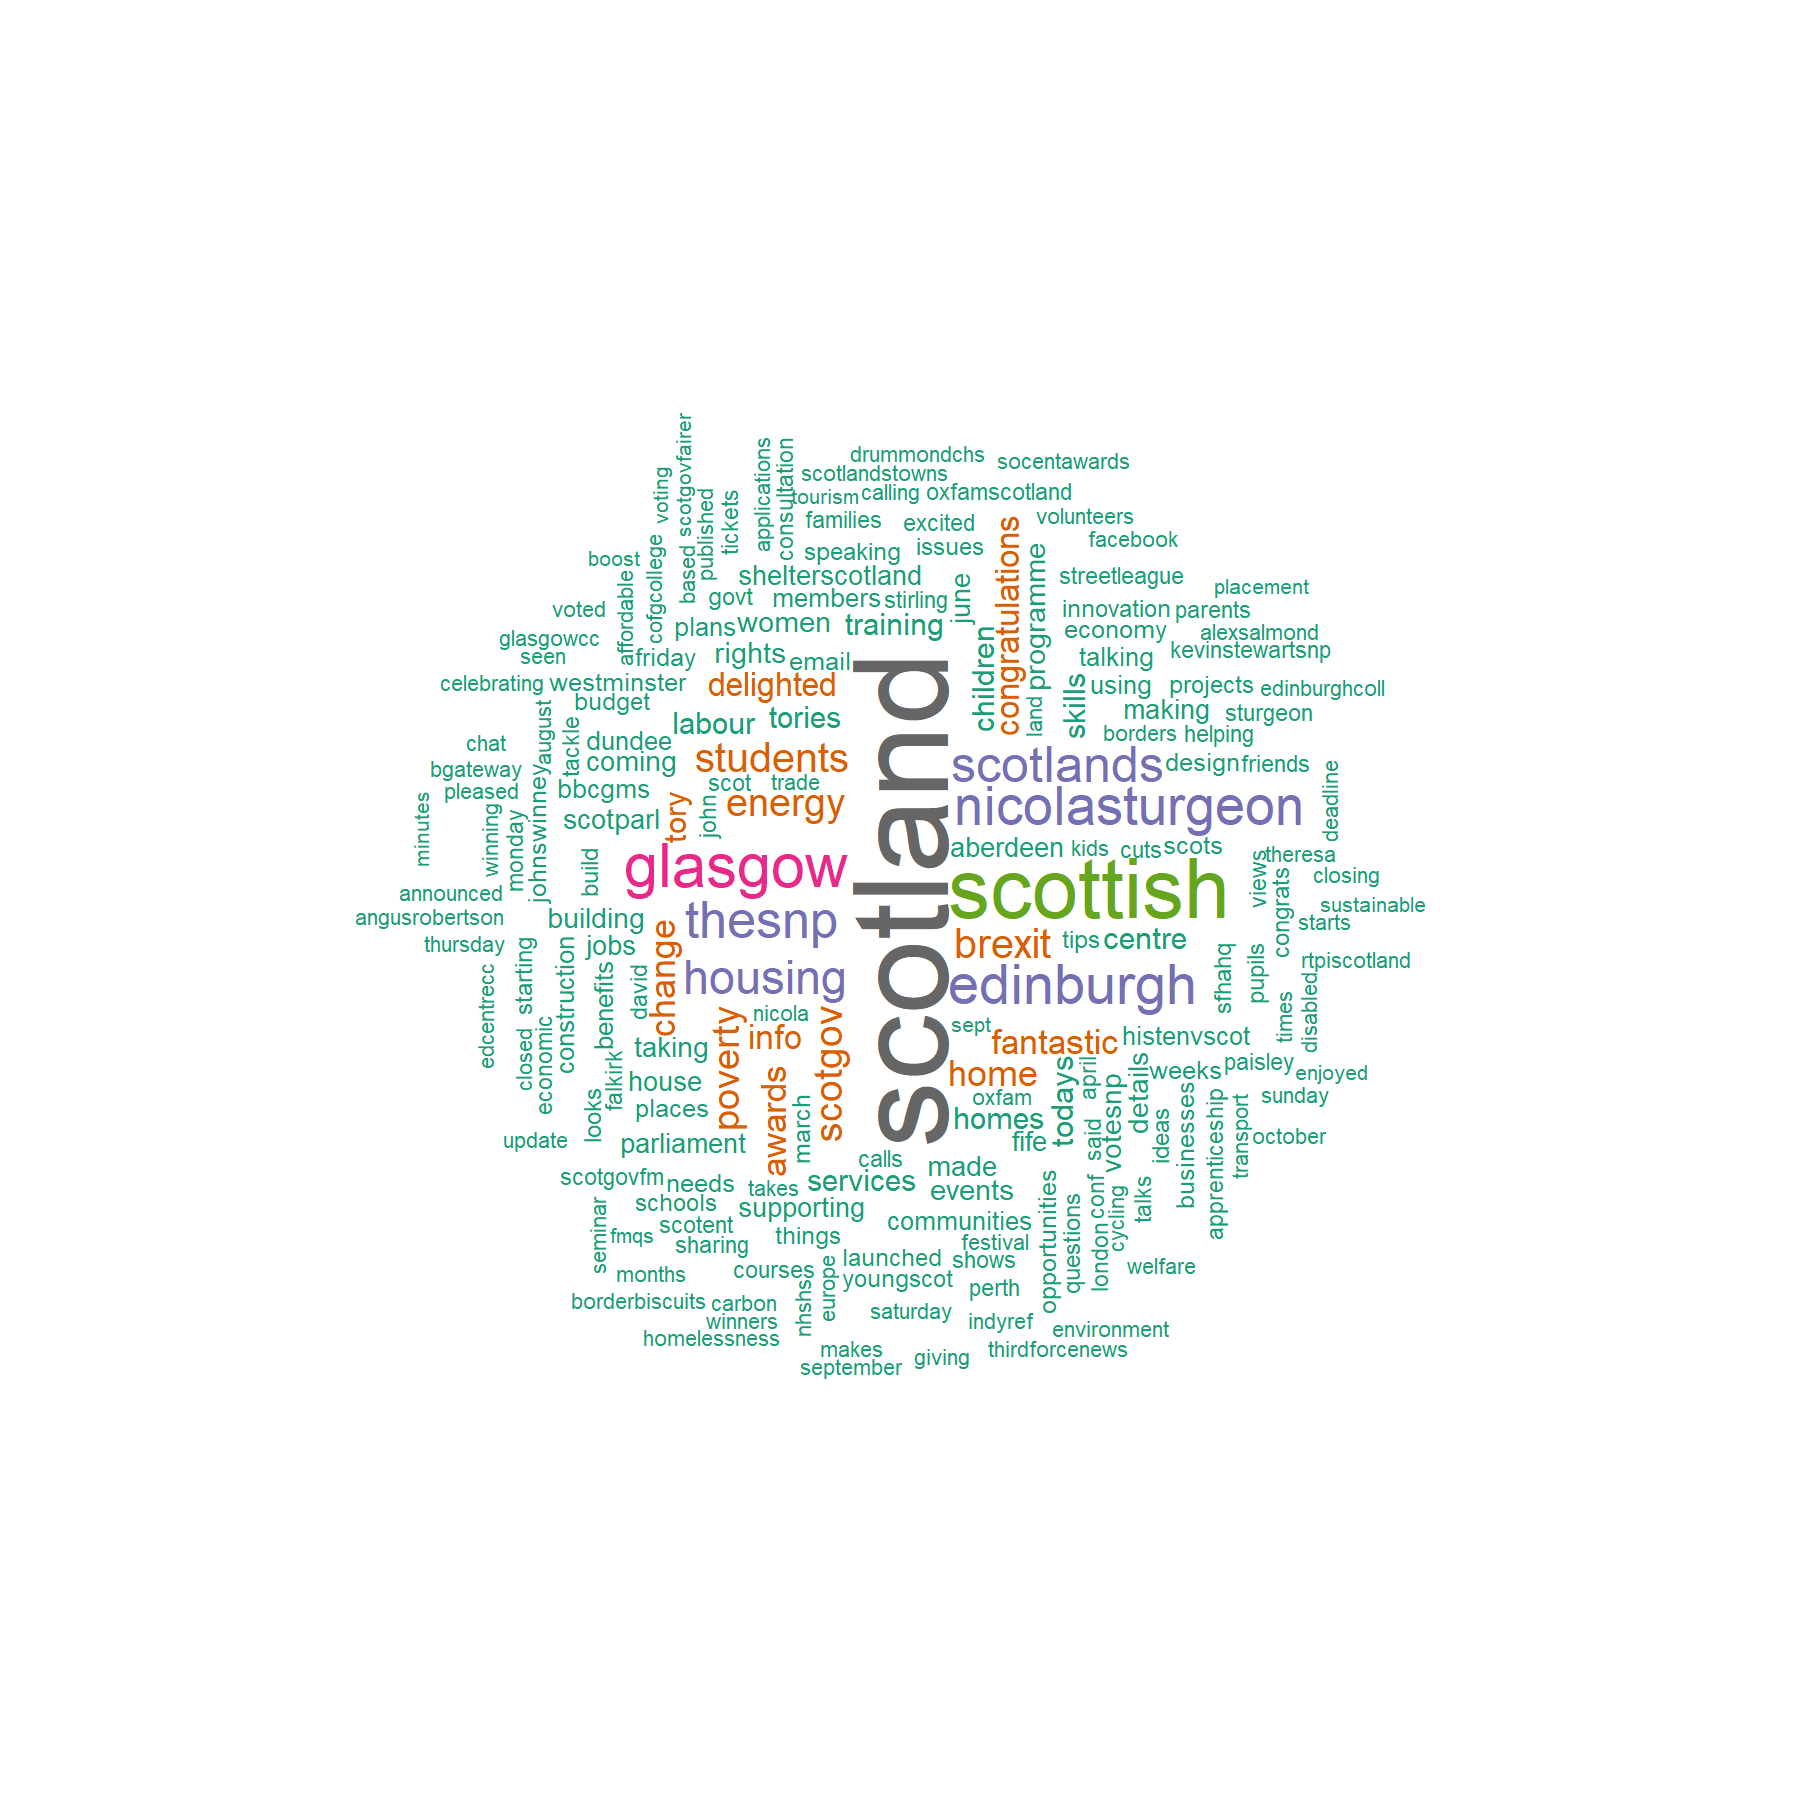 scotgovfairer
drummondchs
socentawards
scotlandstowns
voting
applications
consultation
tourism
calling
oxfamscotland
published
tickets
families
excited
volunteers
congratulations
facebook
boost
cofgcollege
based
speaking
issues
programme
shelterscotland
june
streetleague
placement
affordable
govt
members
stirling
innovation
parents
voted
plans
women
training
children
economy
alexsalmond
glasgowcc
seen
friday
rights
email
talking
kevinstewartsnp
celebrating
westminster
delighted
scotland
skills
using
projects
edinburghcoll
budget
land
making
sturgeon
august
tackle
labour
tories
borders
helping
chat
dundee
coming
students
scotlands
design
friends
bgateway
pleased
johnswinney
bbcgms
scot
trade
deadline
minutes
winning
monday
scotparl
tory
john
energy
nicolasturgeon
build
glasgow
aberdeen
kids
cuts
scots
views
theresa
announced
scottish
congrats
closing
sustainable
angusrobertson
building
thesnp
starts
thursday
starting
construction
jobs
change
brexit
tips
centre
edcentrecc
benefits
david
housing
edinburgh
sfhahq
pupils
rtpiscotland
closed
economic
nicola
sept
times
disabled
falkirk
taking
poverty
info
scotgov
fantastic
histenvscot
looks
house
awards
home
todays
april
details
weeks
paisley
enjoyed
places
march
oxfam
homes
votesnp
businesses
sunday
update
parliament
fife
said
ideas
apprenticeship
transport
october
calls
made
scotgovfm
needs
takes
services
events
opportunities
conf
talks
seminar
schools
supporting
communities
questions
london
cycling
fmqs
scotent
sharing
things
festival
months
courses
launched
shows
welfare
borderbiscuits
carbon
nhshs
europe
youngscot
perth
winners
saturday
indyref
environment
homelessness
makes
giving
thirdforcenews
september